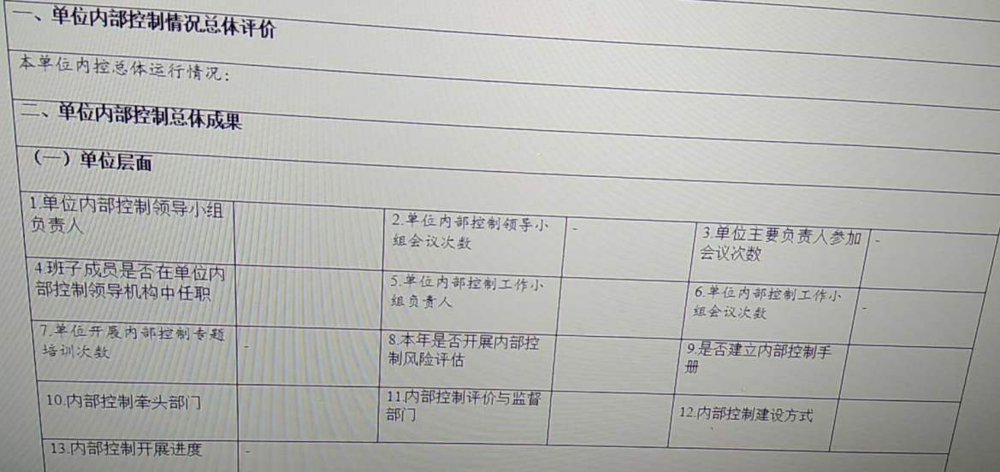 一、单位内部控制情况总体评价
本单位内控总体运行情况：
二、单位内部控制总体成果
（一）单位层面
1.单位内部控制领导小组
负责人
2.单位内部控制领导小
组会议次数
-
3.单位主要负责人参加
会议次数
-
4.班子成员是否在单位内
部控制领导机构中任职
5.单位内部控制工作小
组负责人
6.单位内部控制工作小
组会议次数
-
7.单位开展内部控制专题
培训次数
-
8.本年是否开展内部控
制风险评估
9.是否建立内部控制手
册
10.内部控制牵头部门
11.内部控制评价与监督
部门
12.内部控制建设方式
13.内部控制开展进度
-